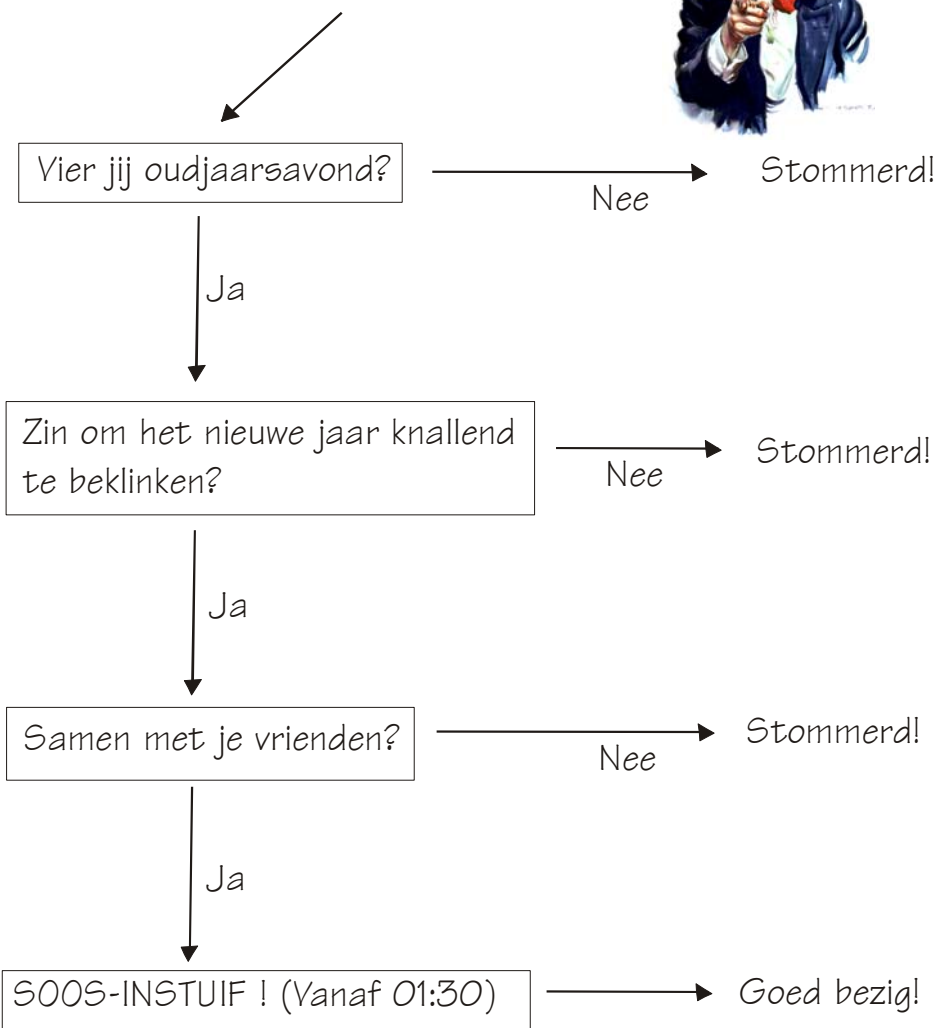 Vier jij oudjaarsavond?
Nee
Stommerd!
Ja
Zin om het nieuwe jaar knallend
te beklinken?
Nee
Stommerd!
Ja
Samen met je vrienden?
Nee
Stommerd!
Ja
SOOS-INSTUIF ! (Vanaf 01:30)
Goed bezig!